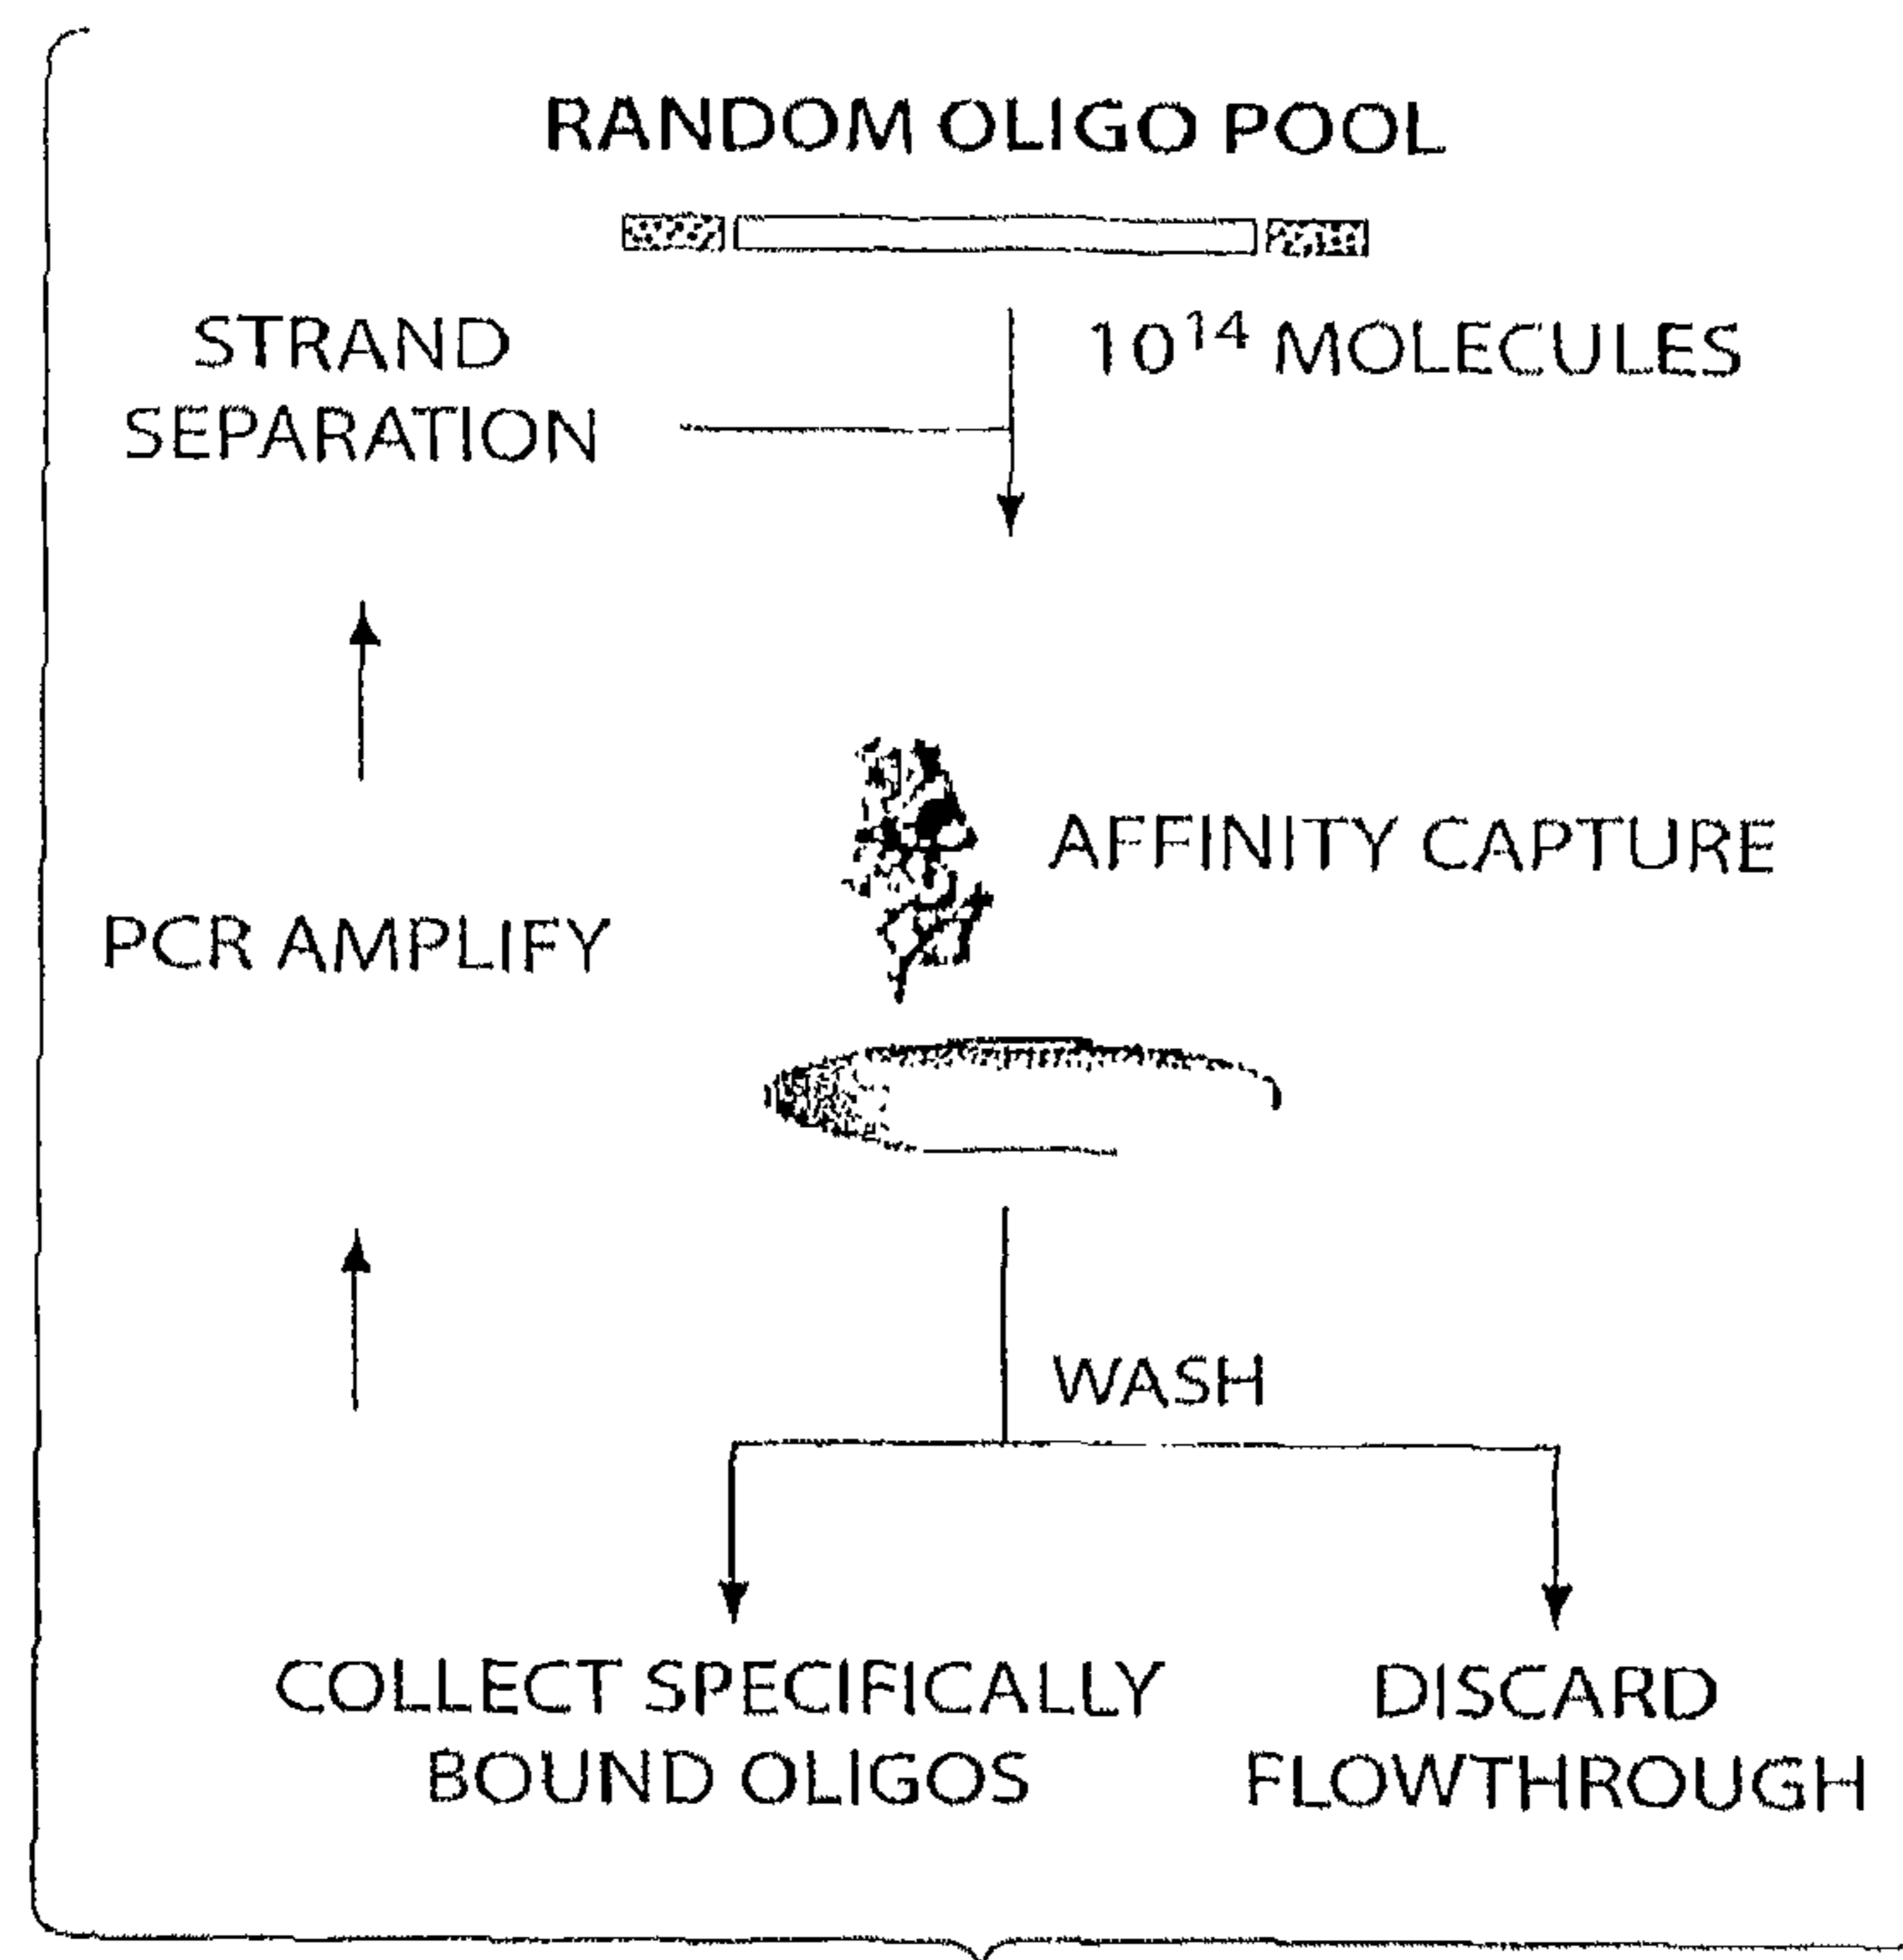 RANDOM OLIGO POOL
STRAND
SEPARATION
10¹⁴ MOLECULES
AFFINITY CAPTURE
PCR AMPLIFY
WASH
COLLECT SPECIFICALLY
BOUND OLIGOS
DISCARD
FLOWTHROUGH